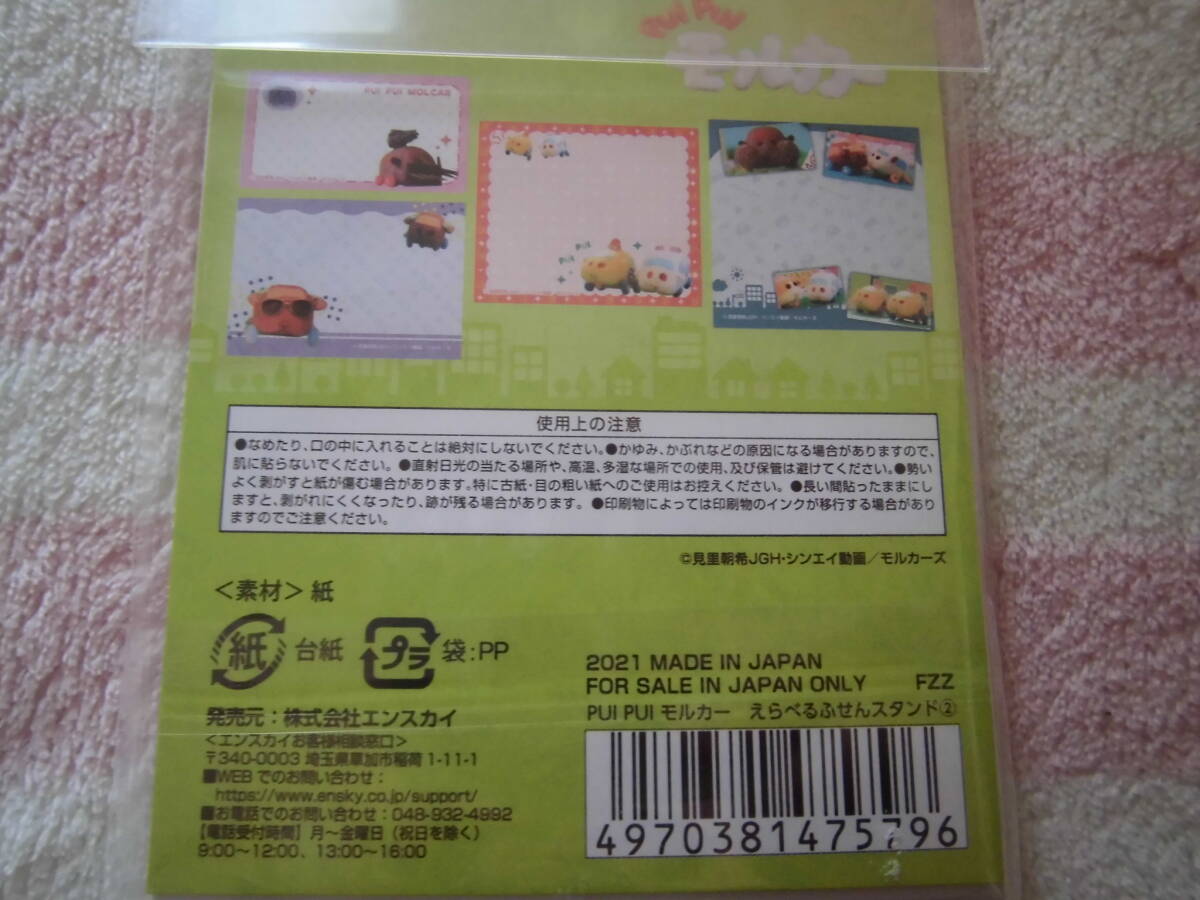 PUI PUI
モルカー
PUI PUI MOLCAR
使用上の注意
●なめたり、口の中に入れることは絶対にしないでください。●かゆみ、かぶれなどの原因になる場合がありますので、
肌に貼らないでください。●直射日光の当たる場所や、高温、多湿な場所での使用、及び保管は避けてください。●勢い
よく剥がすと紙が傷む場合があります。特に古紙・目の粗い紙へのご使用はお控えください。●長い間貼ったままにし
ますと、剥がれにくくなったり、跡が残る場合があります。●印刷物によっては印刷物のインクが移行する場合があり
ますのでご注意ください。
©見里朝希JGH・シンエイ動画/モルカーズ
<素材>紙
紙 台紙 プラ 袋:PP
2021 MADE IN JAPAN
FOR SALE IN JAPAN ONLY FZZ
PUI PUI モルカー えらべるふせんスタンド②
発売元:株式会社エンスカイ
<エンスカイお客様相談窓口>
〒340-0003 埼玉県草加市稲荷1-11-1
■WEBでのお問い合わせ:
https://www.ensky.co.jp/support/
■お電話でのお問い合わせ:048-932-4992
【電話受付時間】月~金曜日(祝日を除く)
9:00~12:00、13:00~16:00
4970381475796